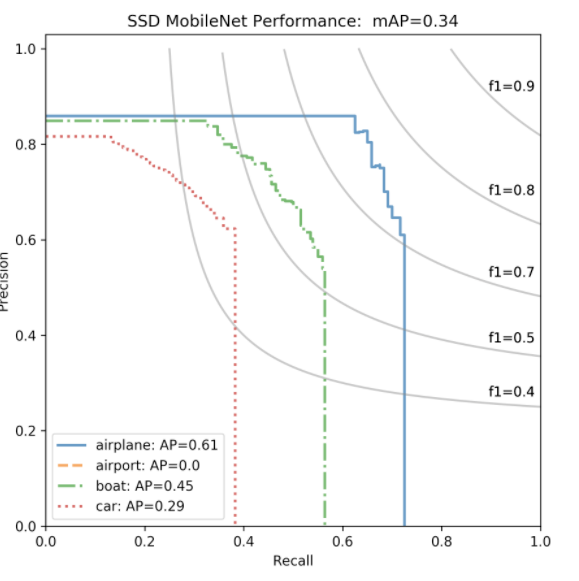 SSD MobileNet Performance:  mAP=0.34
1.0
0.8
0.6
0.4
0.2
0.0
Precision
f1=0.9
f1=0.8
f1=0.7
f1=0.5
f1=0.4
airplane: AP=0.61
airport: AP=0.0
boat: AP=0.45
car: AP=0.29
0.0 0.2 0.4 0.6 0.8 1.0
Recall